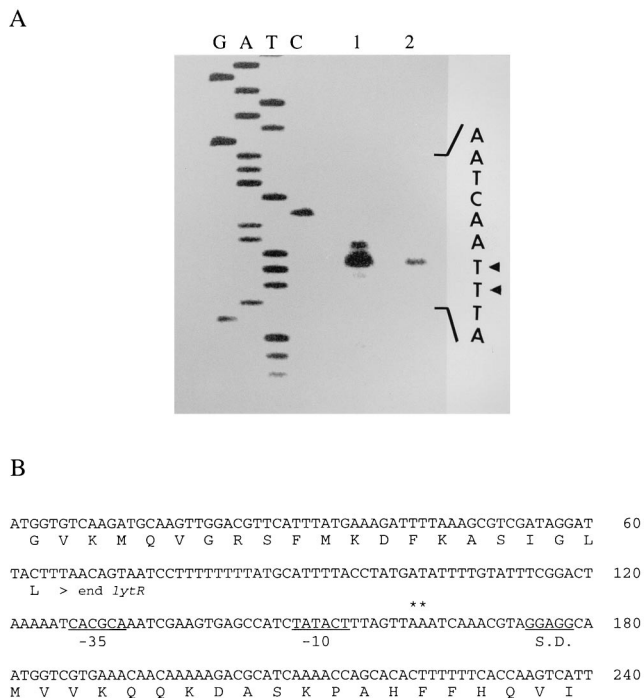 A
G A T C 1 2
A
A
T
C
A
A
T
T
T
A
B
ATGGTGTCAAGATGCAAGTTGGACGTTCATTTATGAAAGATTTTAAAGCGTCGATAGGAT 60
G V K M Q V G R S F M K D F K A S I G L
TACTTTAACAGTAATCCTTTTTTTTATGCATTTTACCTATGATATTTTGTATTTCGGACT 120
L > end lytR
**
AAAAATCACGCAAATCGAAGTGAGCCATCTATACTTTAGTTAAATCAAACGTAGGAGGCA 180
-35 -10 S.D.
ATGGTCGTGAAACAACAAAAAGACGCATCAAAACCAGCACACTTTTTTCACCAAGTCATT 240
M V V K Q Q K D A S K P A H F F H Q V I